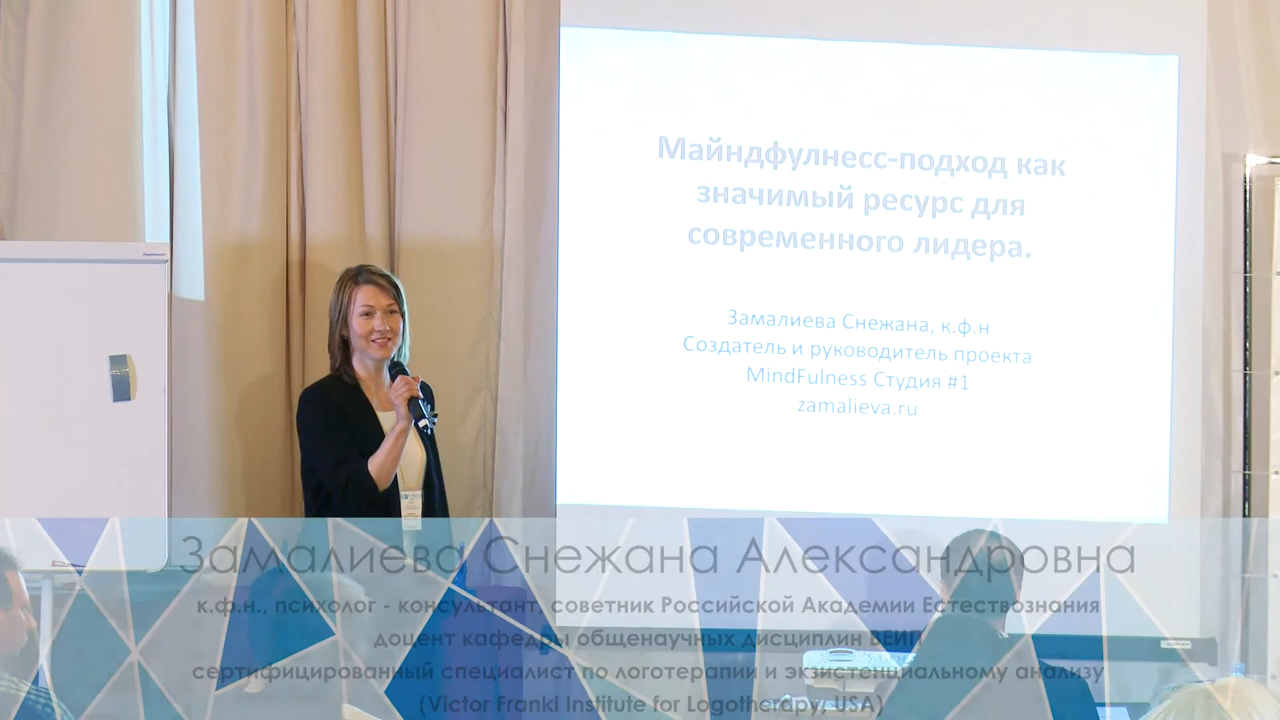 Майндфулнесс-подход как
значимый ресурс для
современного лидера.
Замалиева Снежана, к.ф.н
Создатель и руководитель проекта
MindFulness Студия #1
zamalieva.ru
Замалиева Снежана Александровна
к.ф.н., психолог - консультант, советник Российской Академии Естествознания
доцент кафедры общенаучных дисциплин ВЕИП
сертифицированный специалист по логотерапии и экзистенциальному анализу
(Victor Frankl Institute for Logotherapy, USA)